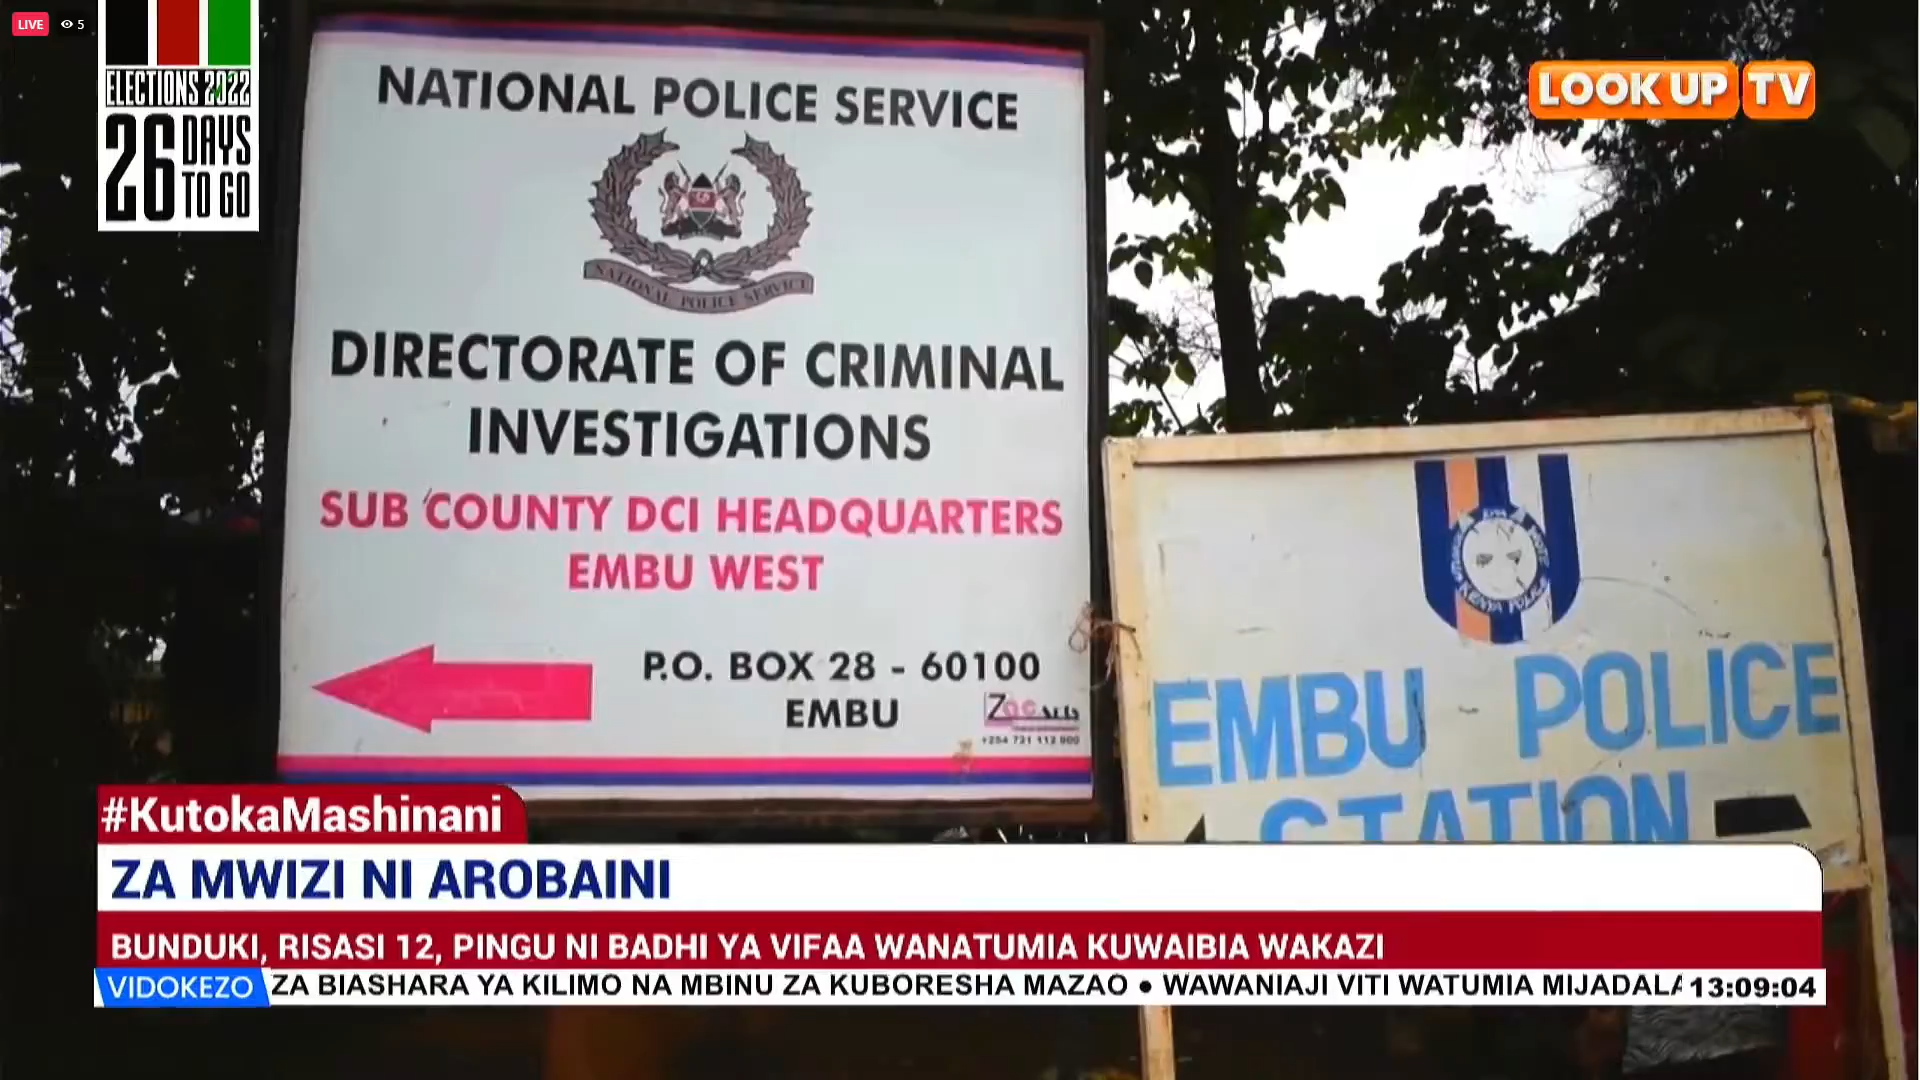 LIVE 5
ELECTIONS 2022
26 DAYS TO GO
LOOK UP TV
NATIONAL POLICE SERVICE
NATIONAL POLICE SERVICE
DIRECTORATE OF CRIMINAL
INVESTIGATIONS
SUB COUNTY DCI HEADQUARTERS
EMBU WEST
P.O. BOX 28 - 60100
EMBU
+254 721 112 900
KENYA POLICE
EMBU POLICE
STATION
#KutokaMashinani
ZA MWIZI NI AROBAINI
BUNDUKI, RISASI 12, PINGU NI BADHI YA VIFAA WANATUMIA KUWAIBIA WAKAZI
VIDOKEZO ZA BIASHARA YA KILIMO NA MBINU ZA KUBORESHA MAZAO ● WAWANIAJI VITI WATUMIA MIJADALA 13:09:04